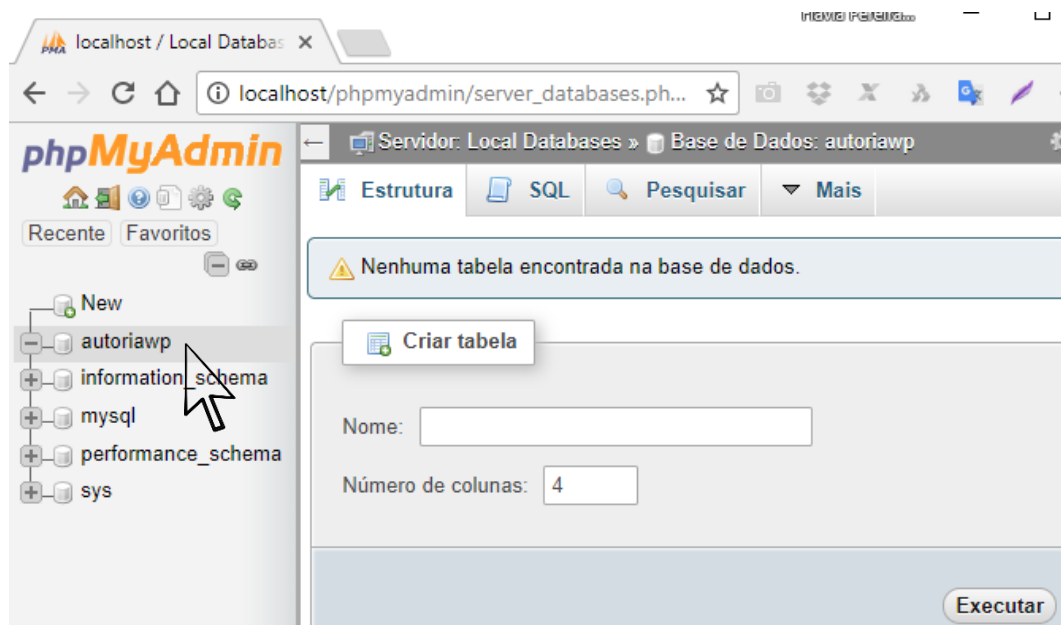 localhost / Local Databas
localhost/phpmyadmin/server_databases.ph...
phpMyAdmin
Recente Favoritos
New
autoriawp
information_schema
mysql
performance_schema
sys
Servidor: Local Databases » Base de Dados: autoriawp
Estrutura SQL Pesquisar Mais
Nenhuma tabela encontrada na base de dados.
Criar tabela
Nome:
Número de colunas: 4
Executar